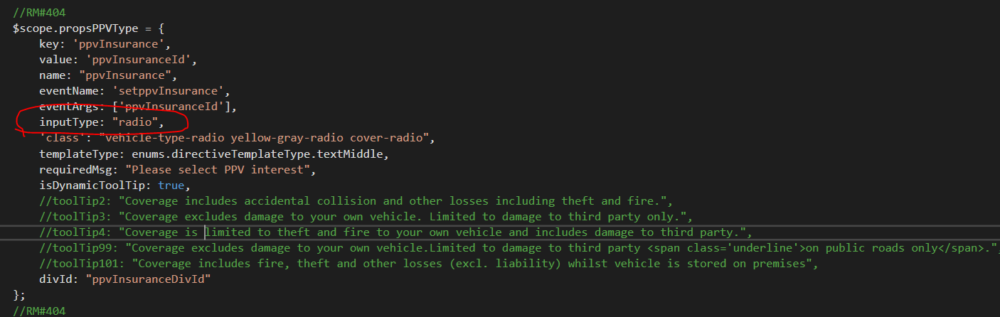 //RM#404
$scope.propsPPVType = {
key: 'ppvInsurance',
value: 'ppvInsuranceId',
name: "ppvInsurance",
eventName: 'setppvInsurance',
eventArgs: ['ppvInsuranceId'],
inputType: "radio",
'class': "vehicle-type-radio yellow-gray-radio cover-radio",
templateType: enums.directiveTemplateType.textMiddle,
requiredMsg: "Please select PPV interest",
isDynamicToolTip: true,
//toolTip2: "Coverage includes accidental collision and other losses including theft and fire.",
//toolTip3: "Coverage excludes damage to your own vehicle. Limited to damage to third party only.",
//toolTip4: "Coverage is limited to theft and fire to your own vehicle and includes damage to third party.",
//toolTip99: "Coverage excludes damage to your own vehicle.Limited to damage to third party <span class='underline'>on public roads only</span>.",
//toolTip101: "Coverage includes fire, theft and other losses (excl. liability) whilst vehicle is stored on premises",
divId: "ppvInsuranceDivId"
};
//RM#404